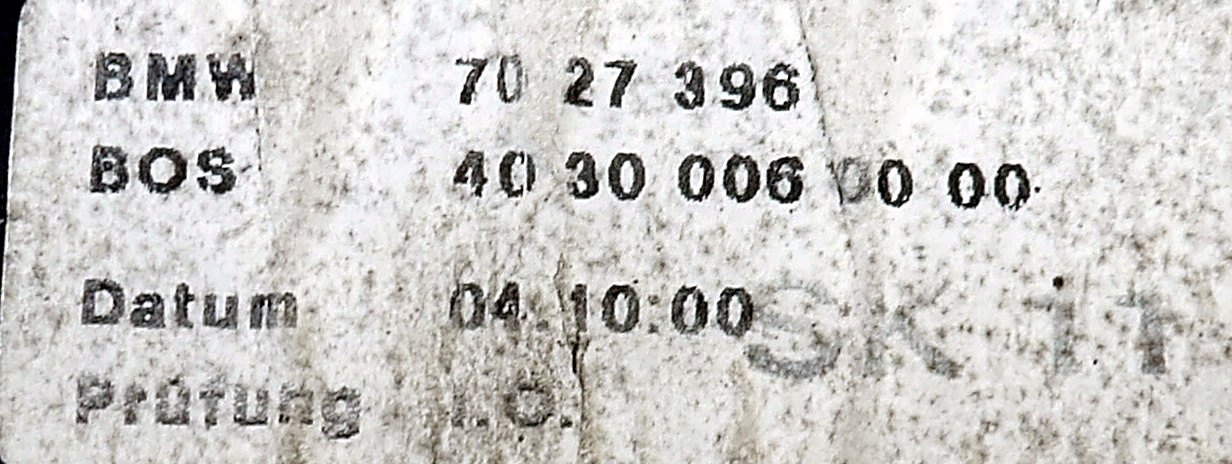 BMW 70 27 396
BOS 40 30 006 00 00
Datum 04.10.00
Prüfung i.O.